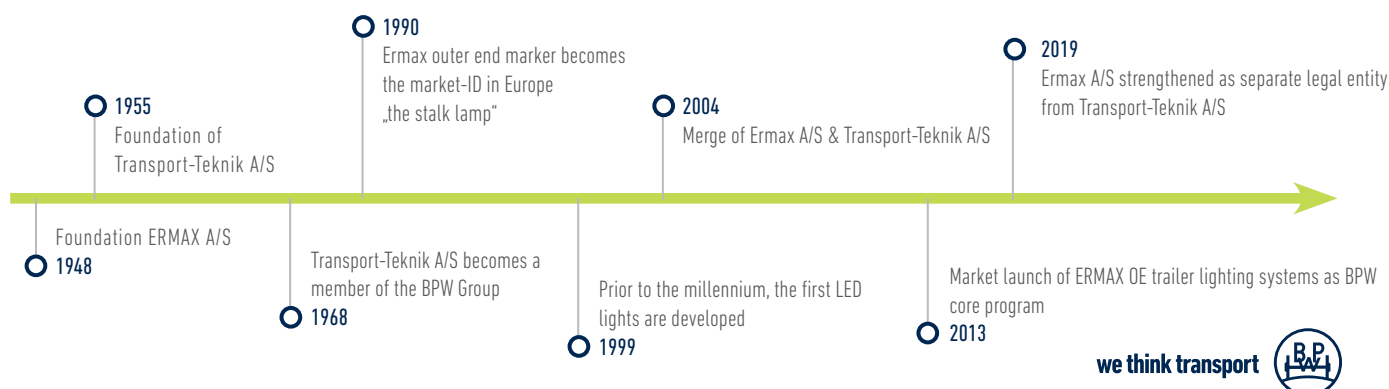 1948
Foundation ERMAX A/S
1955
Foundation of
Transport-Teknik A/S
1968
Transport-Teknik A/S becomes a
member of the BPW Group
1990
Ermax outer end marker becomes
the market-ID in Europe
„the stalk lamp“
1999
Prior to the millennium, the first LED
lights are developed
2004
Merge of Ermax A/S & Transport-Teknik A/S
2013
Market launch of ERMAX OE trailer lighting systems as BPW
core program
2019
Ermax A/S strengthened as separate legal entity
from Transport-Teknik A/S
we think transport
BPW